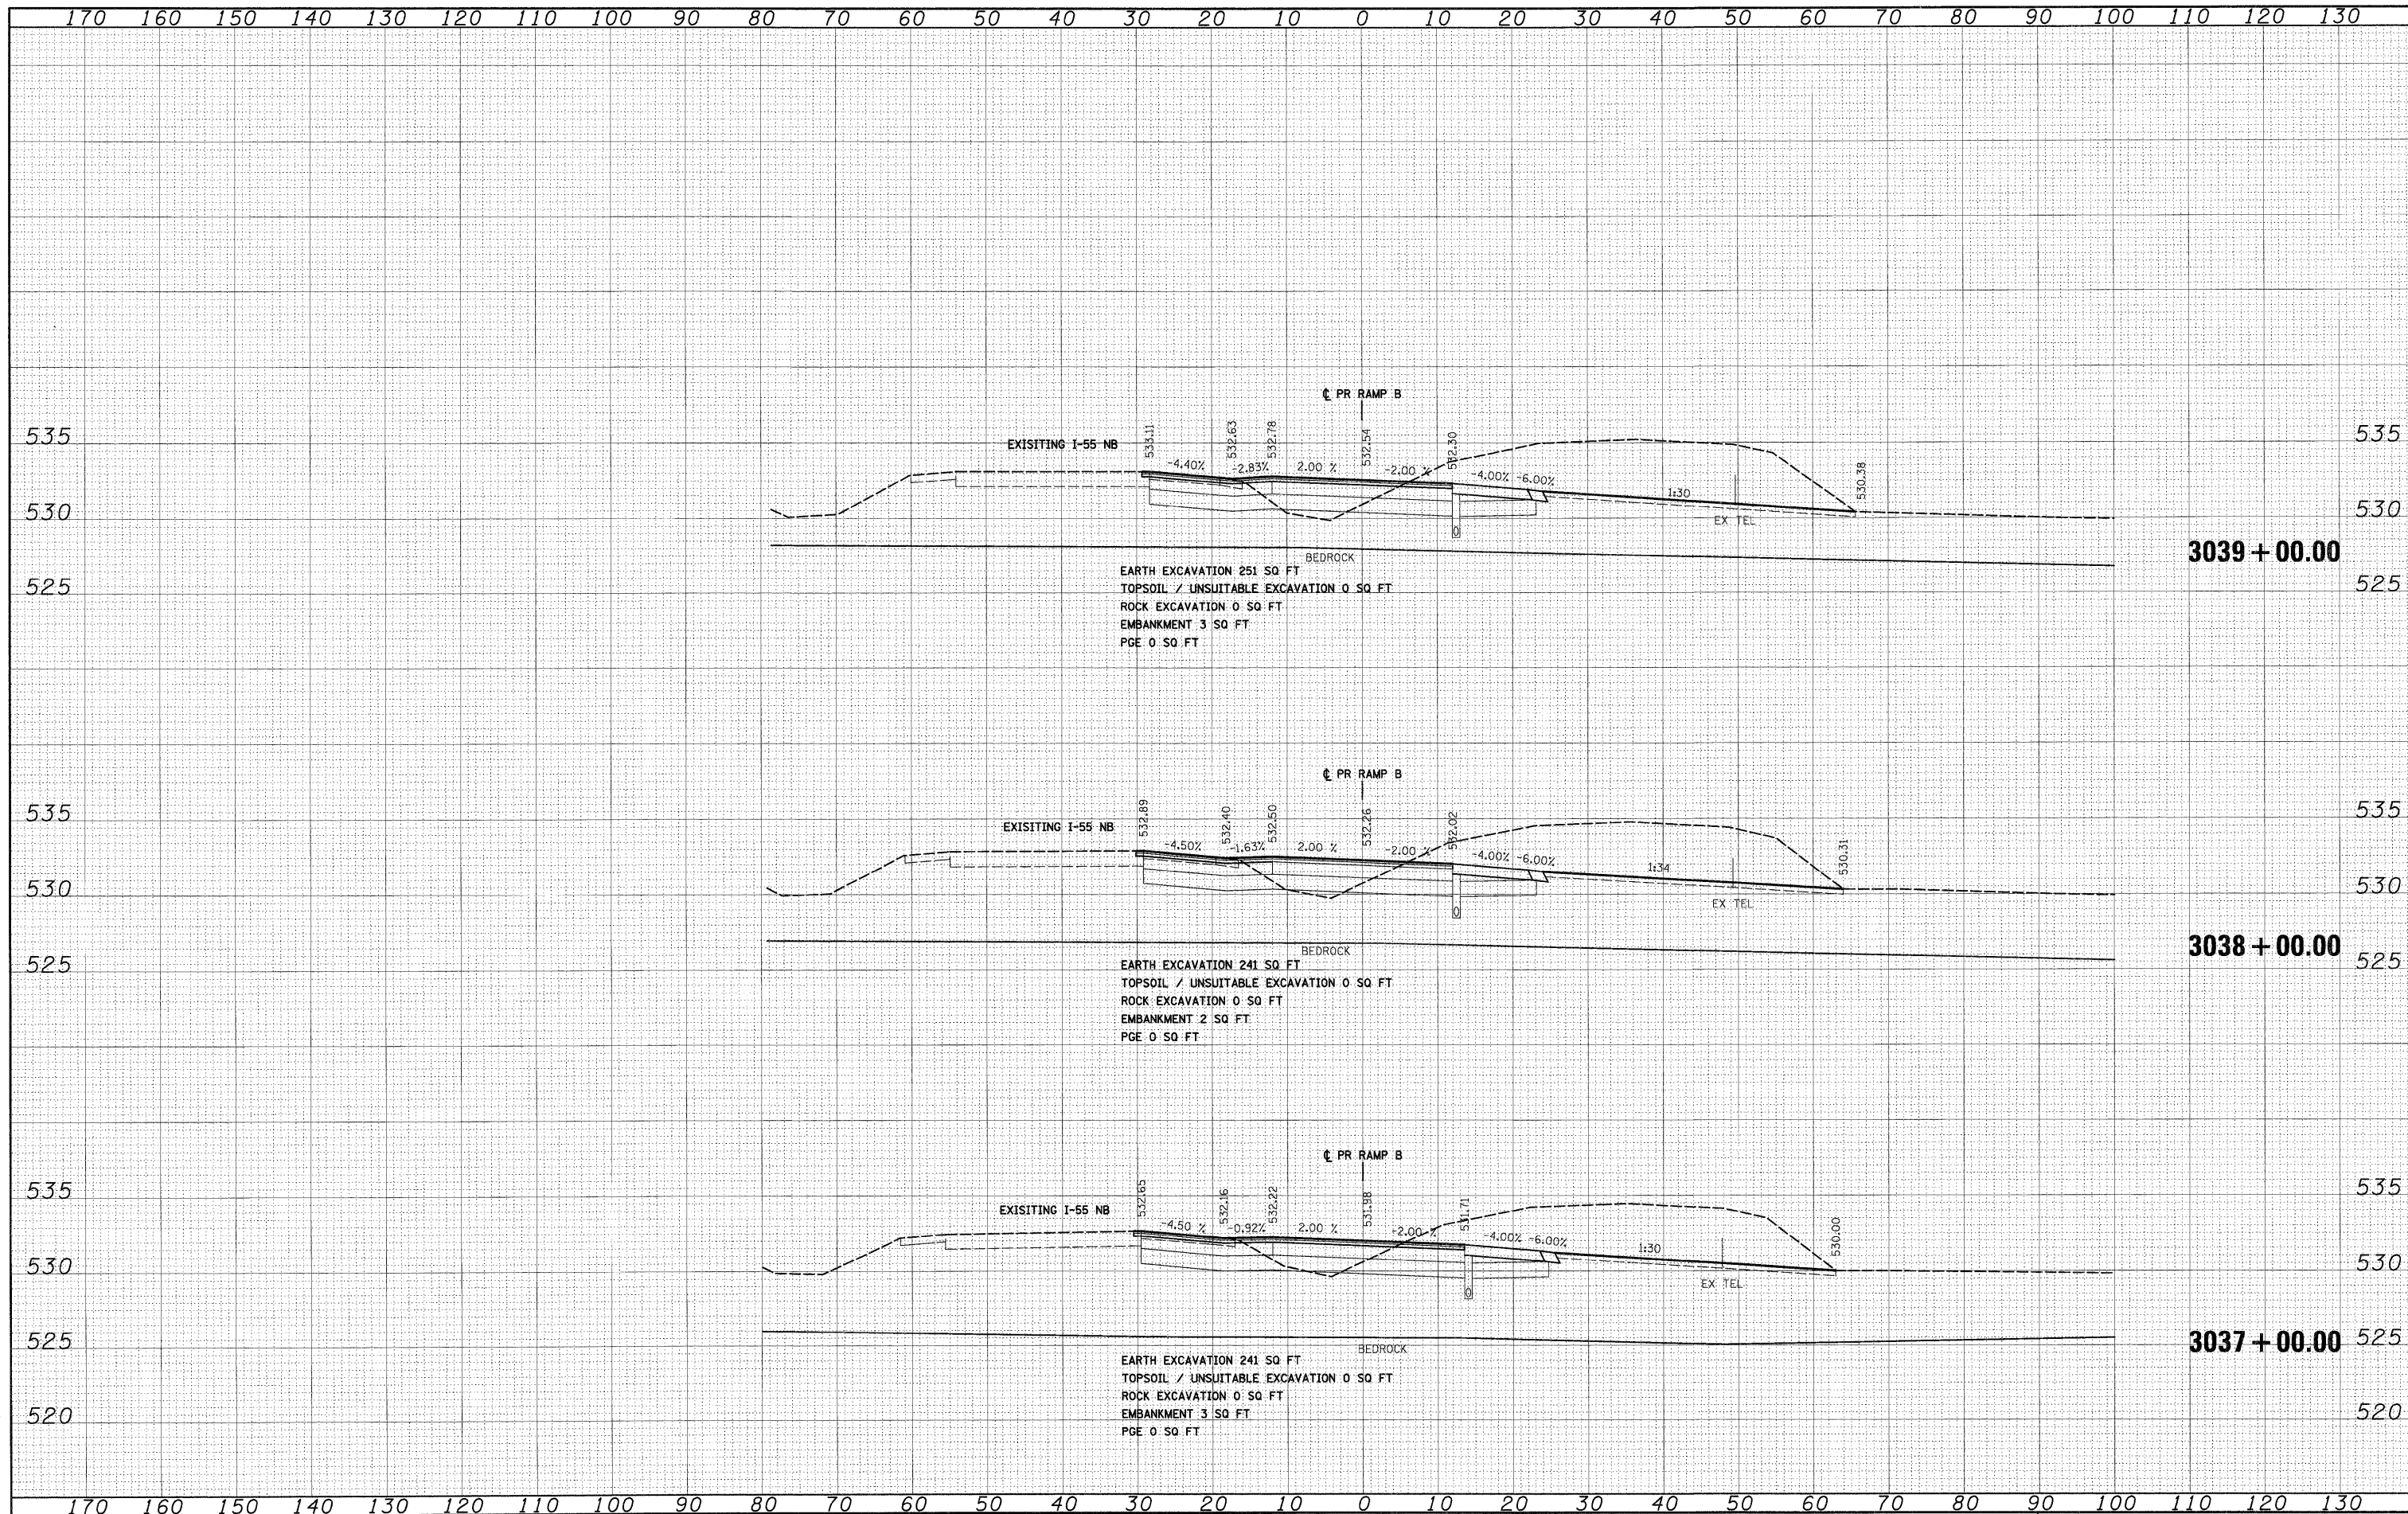 170 160 150 140 130 120 110 100 90 80 70 60 50 40 30 20 10 0 10 20 30 40 50 60 70 80 90 100 110 120 130
℄ PR RAMP B
535 EXISITING I-55 NB 533.11 532.63 532.78 532.54 532.30 535
-4.40% -2.83% 2.00 % -2.00 % -4.00% -6.00% 1:30 530.38
530 EX TEL 530
BEDROCK 3039+00.00
EARTH EXCAVATION 251 SQ FT
525 TOPSOIL / UNSUITABLE EXCAVATION 0 SQ FT 525
ROCK EXCAVATION 0 SQ FT
EMBANKMENT 3 SQ FT
PGE 0 SQ FT
℄ PR RAMP B
535 EXISITING I-55 NB 532.89 532.40 532.50 532.26 532.02 535
-4.50% -1.63% 2.00 % -2.00 % -4.00% -6.00% 1:34 530.31
530 EX TEL 530
BEDROCK 3038+00.00
525 EARTH EXCAVATION 241 SQ FT 525
TOPSOIL / UNSUITABLE EXCAVATION 0 SQ FT
ROCK EXCAVATION 0 SQ FT
EMBANKMENT 2 SQ FT
PGE 0 SQ FT
℄ PR RAMP B
535 EXISITING I-55 NB 532.65 532.16 532.22 531.98 531.71 535
-4.50 % -0.92% 2.00 % -2.00 % -4.00% -6.00% 1:30 530.00
530 EX TEL 530
525 BEDROCK 3037+00.00 525
EARTH EXCAVATION 241 SQ FT
TOPSOIL / UNSUITABLE EXCAVATION 0 SQ FT
ROCK EXCAVATION 0 SQ FT
520 EMBANKMENT 3 SQ FT 520
PGE 0 SQ FT
170 160 150 140 130 120 110 100 90 80 70 60 50 40 30 20 10 0 10 20 30 40 50 60 70 80 90 100 110 120 130